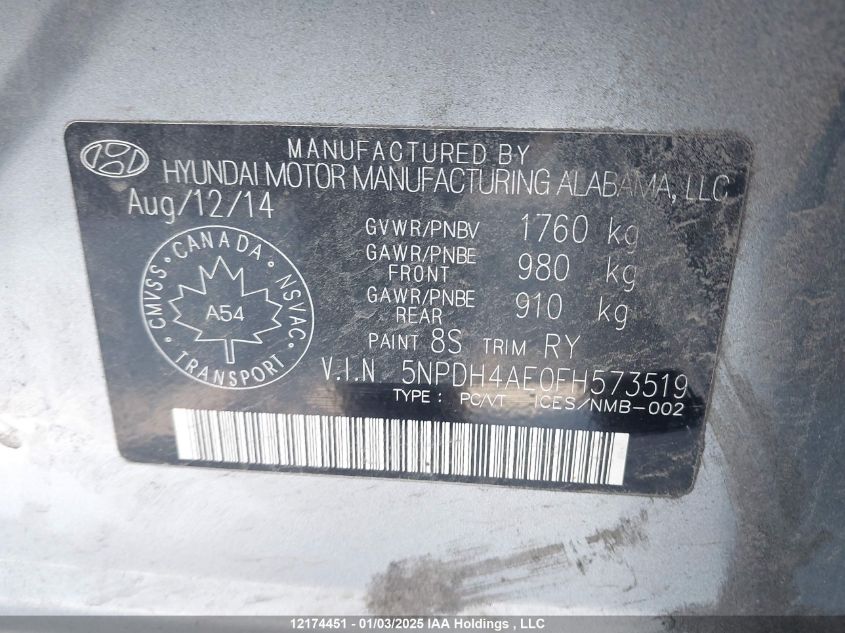 MANUFACTURED BY
HYUNDAI MOTOR MANUFACTURING ALABAMA, LLC
Aug/12/14
GVWR/PNBV 1760 kg
GAWR/PNBE FRONT 980 kg
GAWR/PNBE REAR 910 kg
PAINT 8S TRIM RY
V.I.N 5NPDH4AE0FH573519
TYPE : PC/VT ICES/NMB-002
CANADA
CMVSS NSVAC
A54
TRANSPORT
12174451 - 01/03/2025 IAA Holdings , LLC